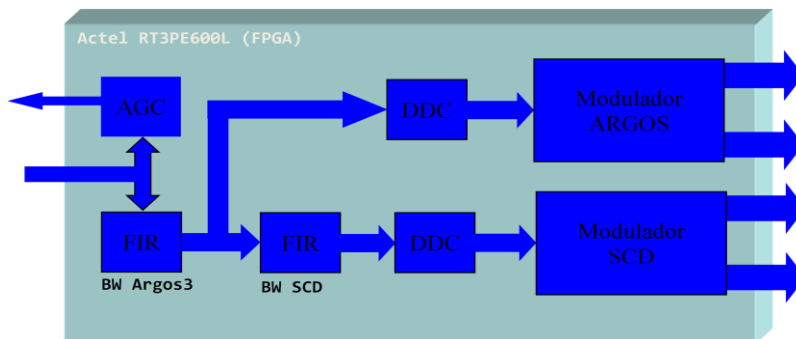 Actel RT3PE600L (FPGA)
AGC
DDC
Modulador
ARGOS
FIR
BW Argos3
FIR
BW SCD
DDC
Modulador
SCD